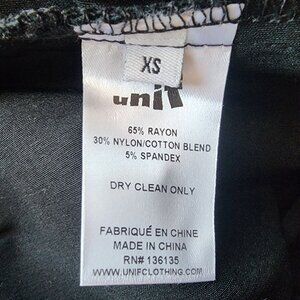 XS
unif
65% RAYON
30% NYLON/COTTON BLEND
5% SPANDEX
DRY CLEAN ONLY
FABRIQUÉ EN CHINE
MADE IN CHINA
RN# 136135
WWW.UNIFCLOTHING.COM